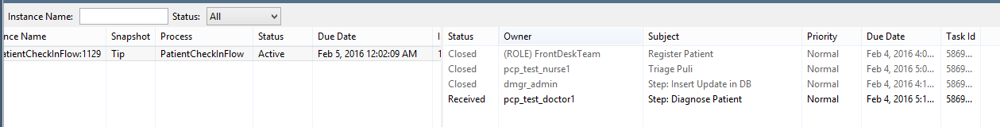 Instance Name: Status: All
nce Name Snapshot Process Status Due Date I Status Owner Subject Priority Due Date Task Id
atientCheckInFlow:1129 Tip PatientCheckInFlow Active Feb 5, 2016 12:02:09 AM 1 Closed (ROLE) FrontDeskTeam Register Patient Normal Feb 4, 2016 4:0... 5869...
Closed pcp_test_nurse1 Triage Puli Normal Feb 4, 2016 5:0... 5869...
Closed dmgr_admin Step: Insert Update in DB Normal Feb 4, 2016 4:1... 5869...
Received pcp_test_doctor1 Step: Diagnose Patient Normal Feb 4, 2016 5:1... 5869...